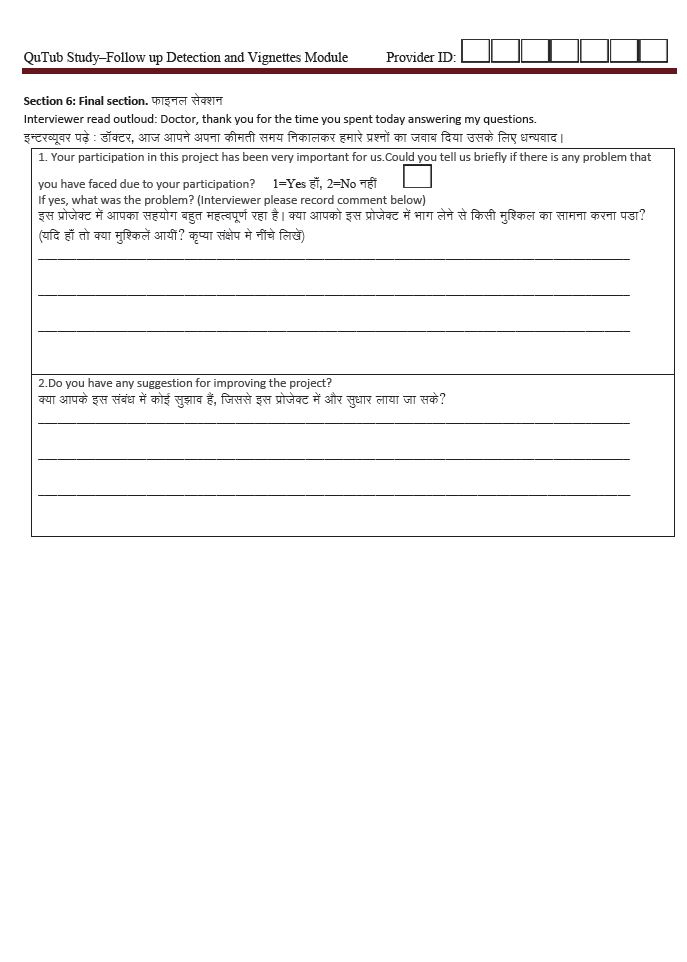 QuTub Study–Follow up Detection and Vignettes Module Provider ID:
Section 6: Final section. फाइनल सेक्शन
Interviewer read outloud: Doctor, thank you for the time you spent today answering my questions.
इन्टरव्यूवर पढ़े : डॉक्टर, आज आपने अपना कीमती समय निकालकर हमारे प्रश्नों का जवाब दिया उसके लिए धन्यवाद।
1. Your participation in this project has been very important for us.Could you tell us briefly if there is any problem that
you have faced due to your participation? 1=Yes हाँ, 2=No नहीं
If yes, what was the problem? (Interviewer please record comment below)
इस प्रोजेक्ट में आपका सहयोग बहुत महत्वपूर्ण रहा है। क्या आपको इस प्रोजेक्ट में भाग लेने से किसी मुश्किल का सामना करना पडा?
(यदि हाँ तो क्या मुश्किलें आयीं? कृप्या संक्षेप मे नींचे लिखें)
2.Do you have any suggestion for improving the project?
क्या आपके इस संबंध में कोई सुझाव हैं, जिससे इस प्रोजेक्ट में और सुधार लाया जा सके?